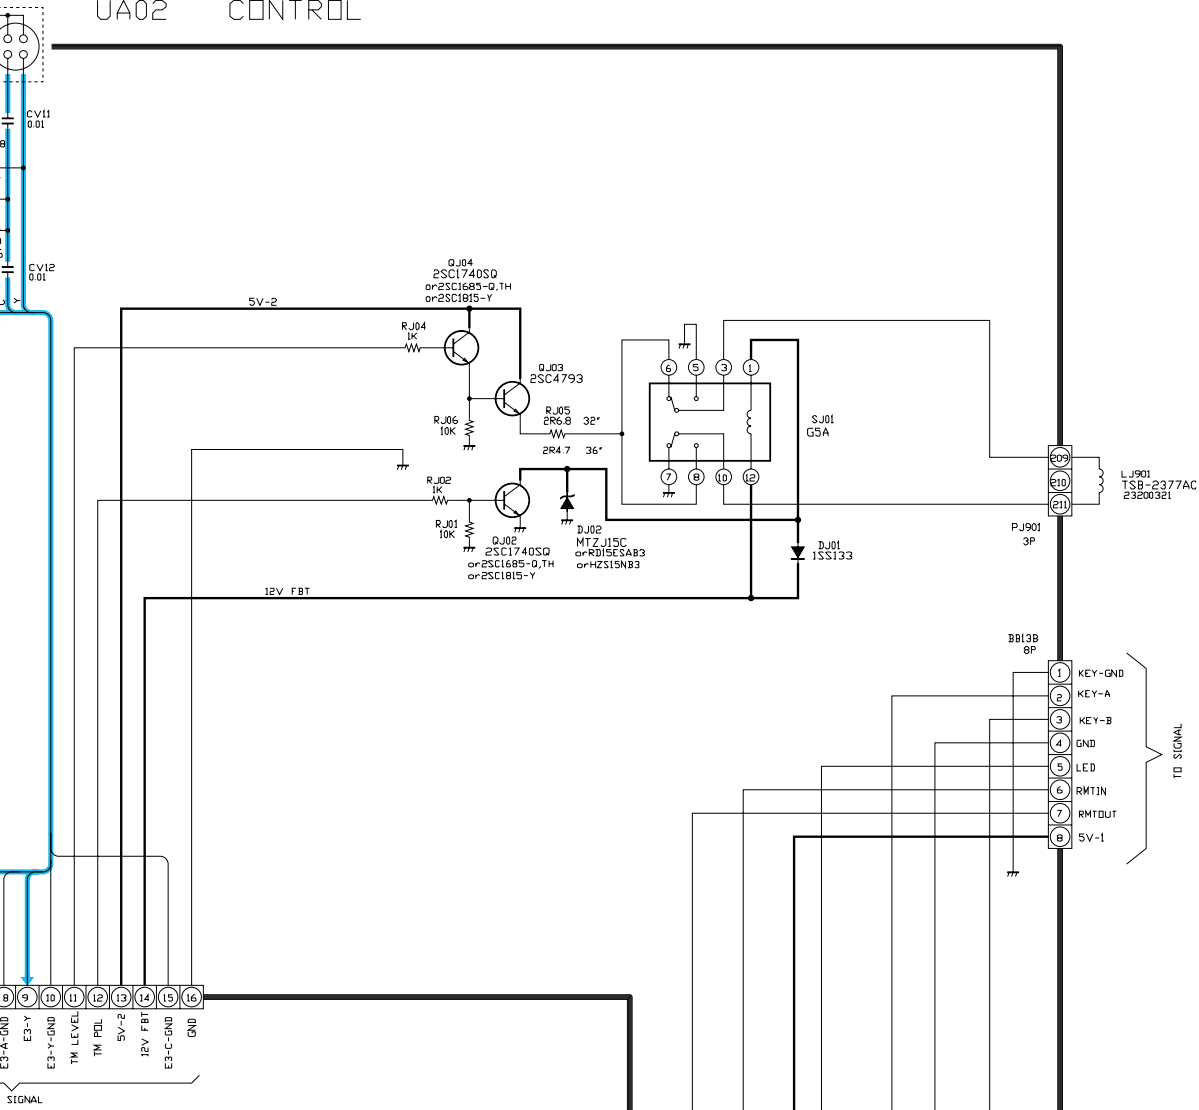 UA02 CONTROL
CV11
0.01
8
CV12
0.01
C
Y
QJ04
2SC1740SQ
or2SC1685-Q,TH
or2SC1815-Y
5V-2
RJ04
1K
QJ03
2SC4793
RJ06
10K
RJ05
2R6.8 32"
2R4.7 36"
6
5
3
1
SJ01
G5A
7
8
10
12
RJ02
1K
RJ01
10K
QJ02
2SC1740SQ
or2SC1685-Q,TH
or2SC1815-Y
DJ02
MTZJ15C
orRD15ESAB3
orHZS15NB3
DJ01
1SS133
12V FBT
209
210
211
LJ901
TSB-2377AC
23200321
PJ901
3P
BB13B
8P
1 KEY-GND
2 KEY-A
3 KEY-B
4 GND
5 LED
6 RMTIN
7 RMTOUT
8 5V-1
TO SIGNAL
8 9 10 11 12 13 14 15 16
E3-A-GND
E3-Y
E3-Y-GND
TM LEVEL
TM POL
5V-2
12V FBT
E3-C-GND
GND
SIGNAL